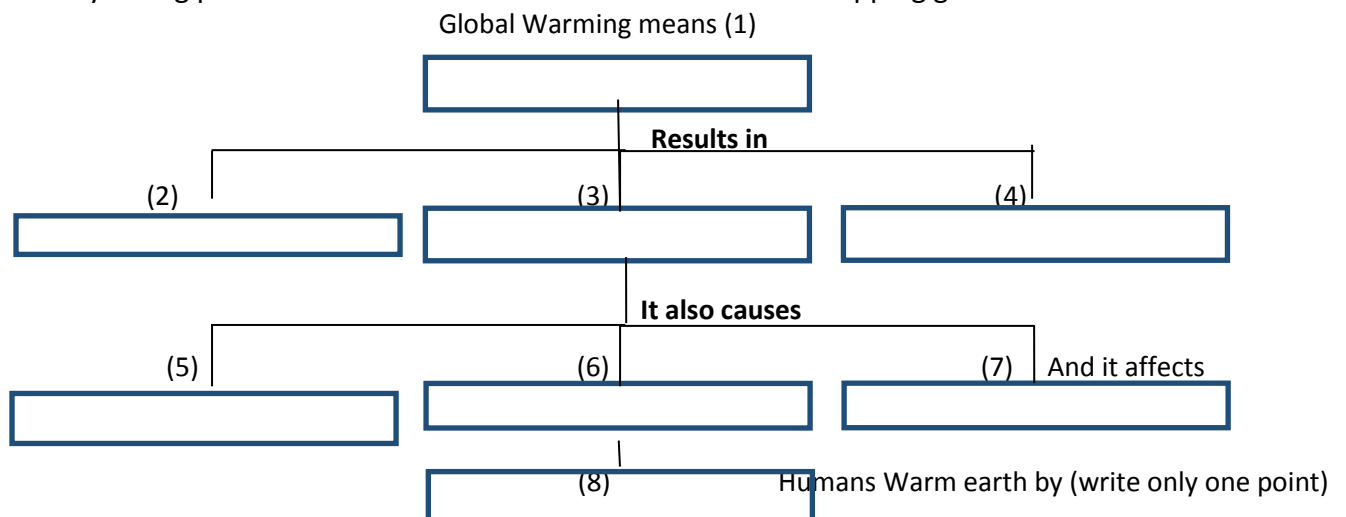 Global Warming means (1)
Results in
(2) (3) (4)
It also causes
(5) (6) (7) And it affects
(8) Humans Warm earth by (write only one point)